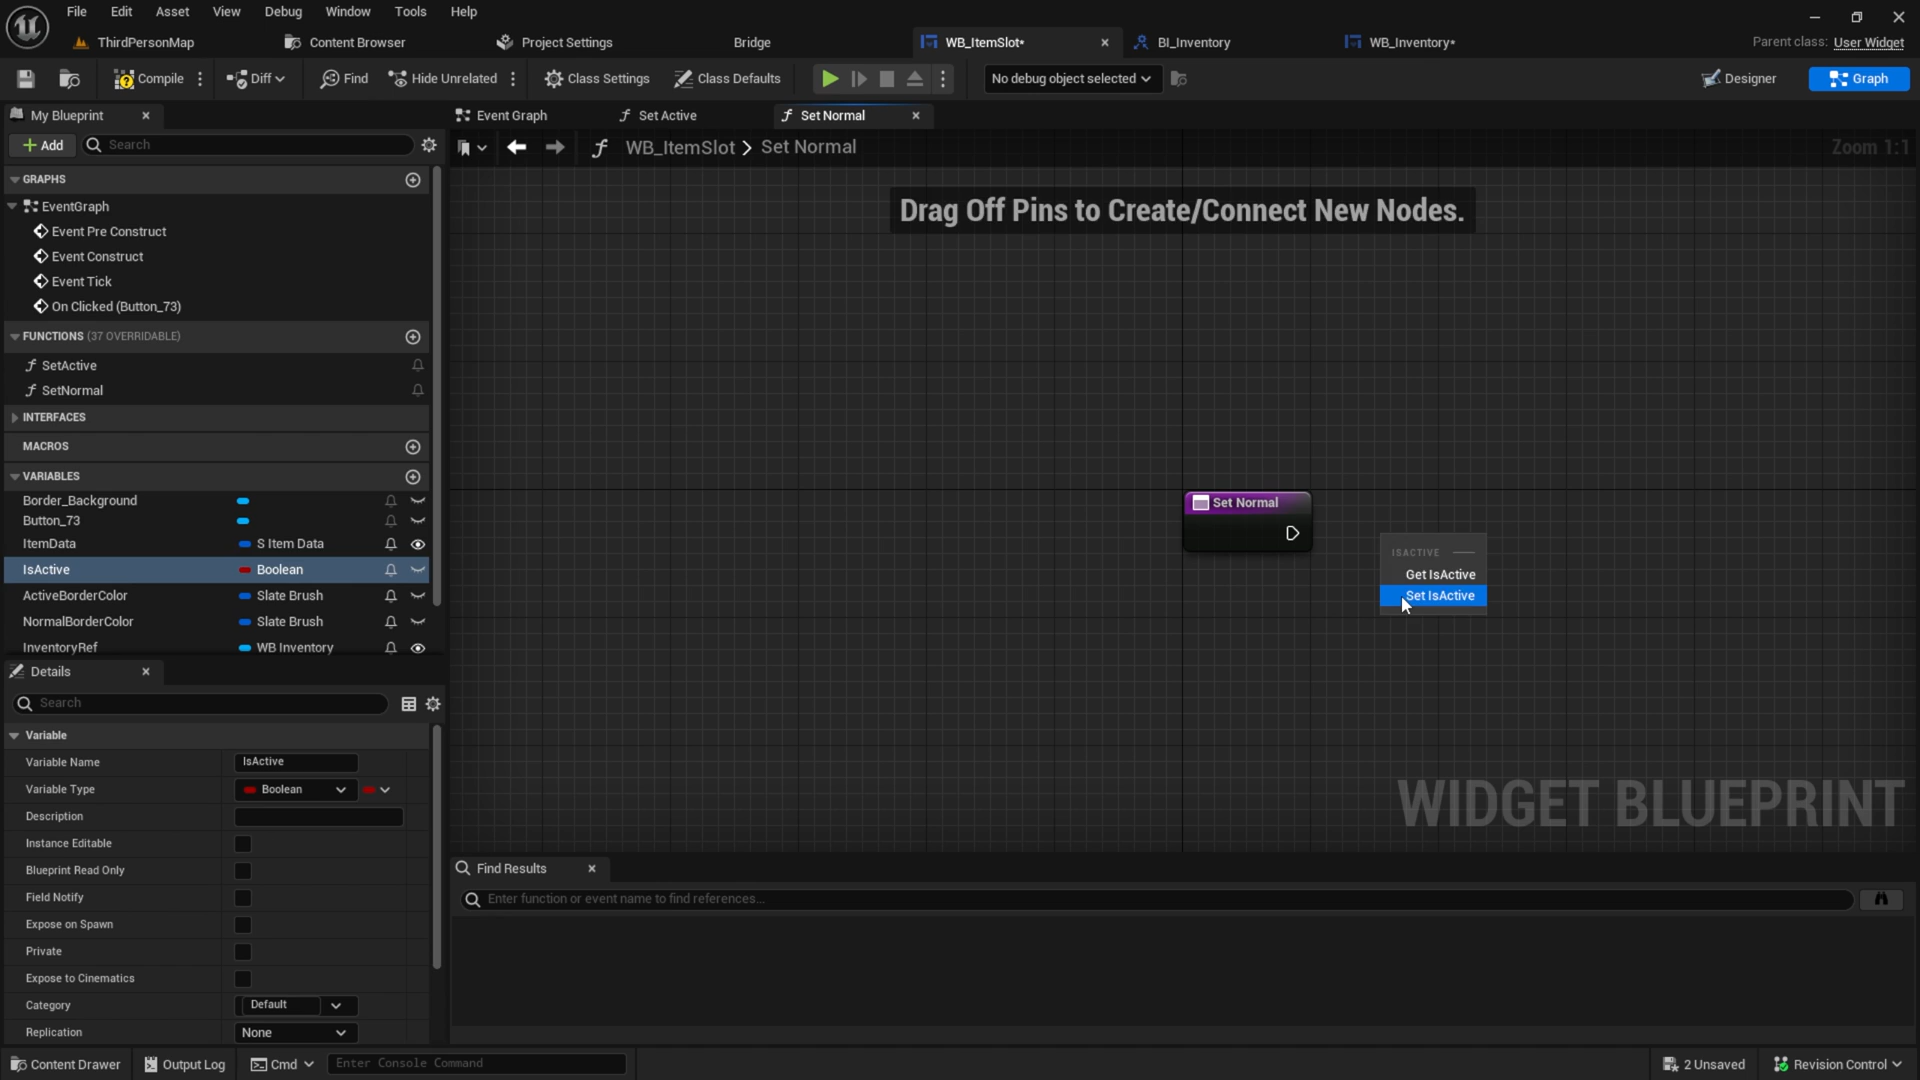 File Edit Asset View Debug Window Tools Help
ThirdPersonMap Content Browser Project Settings Bridge WB_ItemSlot* BI_Inventory WB_Inventory* Parent class: User Widget
Compile Diff Find Hide Unrelated Class Settings Class Defaults No debug object selected Designer Graph
My Blueprint Event Graph Set Active Set Normal
Add Search WB_ItemSlot > Set Normal Zoom 1:1
GRAPHS
EventGraph
Event Pre Construct
Event Construct
Event Tick
On Clicked (Button_73)
FUNCTIONS (37 OVERRIDABLE)
SetActive
SetNormal
INTERFACES
MACROS
VARIABLES
Border_Background
Button_73
ItemData S Item Data
IsActive Boolean
ActiveBorderColor Slate Brush
NormalBorderColor Slate Brush
InventoryRef WB Inventory
Drag Off Pins to Create/Connect New Nodes.
Set Normal
ISACTIVE
Get IsActive
Set IsActive
WIDGET BLUEPRINT
Details
Search
Variable
Variable Name IsActive
Variable Type Boolean
Description
Instance Editable
Blueprint Read Only
Field Notify
Expose on Spawn
Private
Expose to Cinematics
Category Default
Replication None
Find Results
Enter function or event name to find references...
Content Drawer Output Log Cmd Enter Console Command 2 Unsaved Revision Control